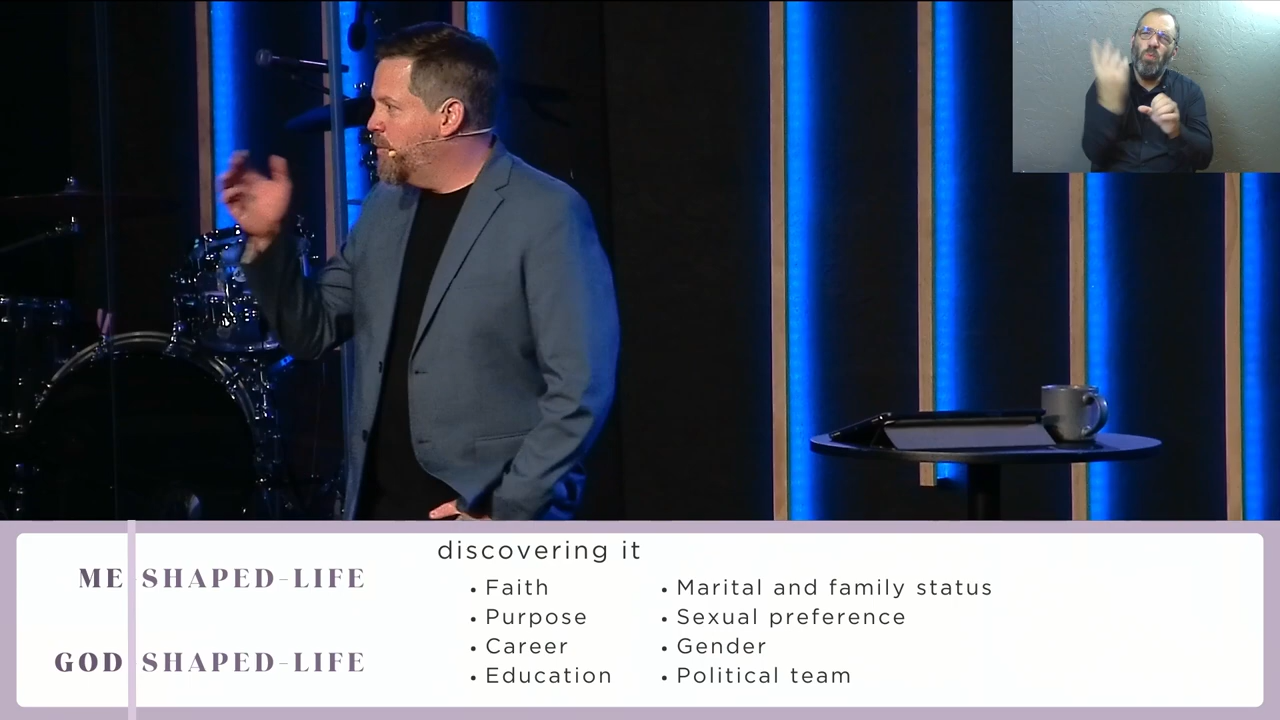 ME-SHAPED-LIFE
GOD-SHAPED-LIFE
discovering it
• Faith
• Purpose
• Career
• Education
• Marital and family status
• Sexual preference
• Gender
• Political team